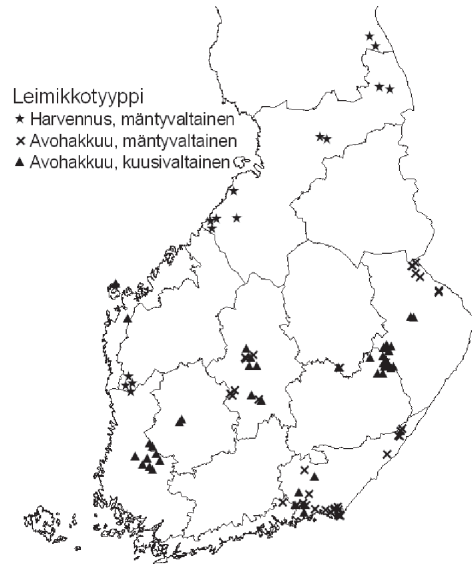 Leimikkotyyppi
★ Harvennus, mäntyvaltainen
× Avohakkuu, mäntyvaltainen
▲ Avohakkuu, kuusivaltainen